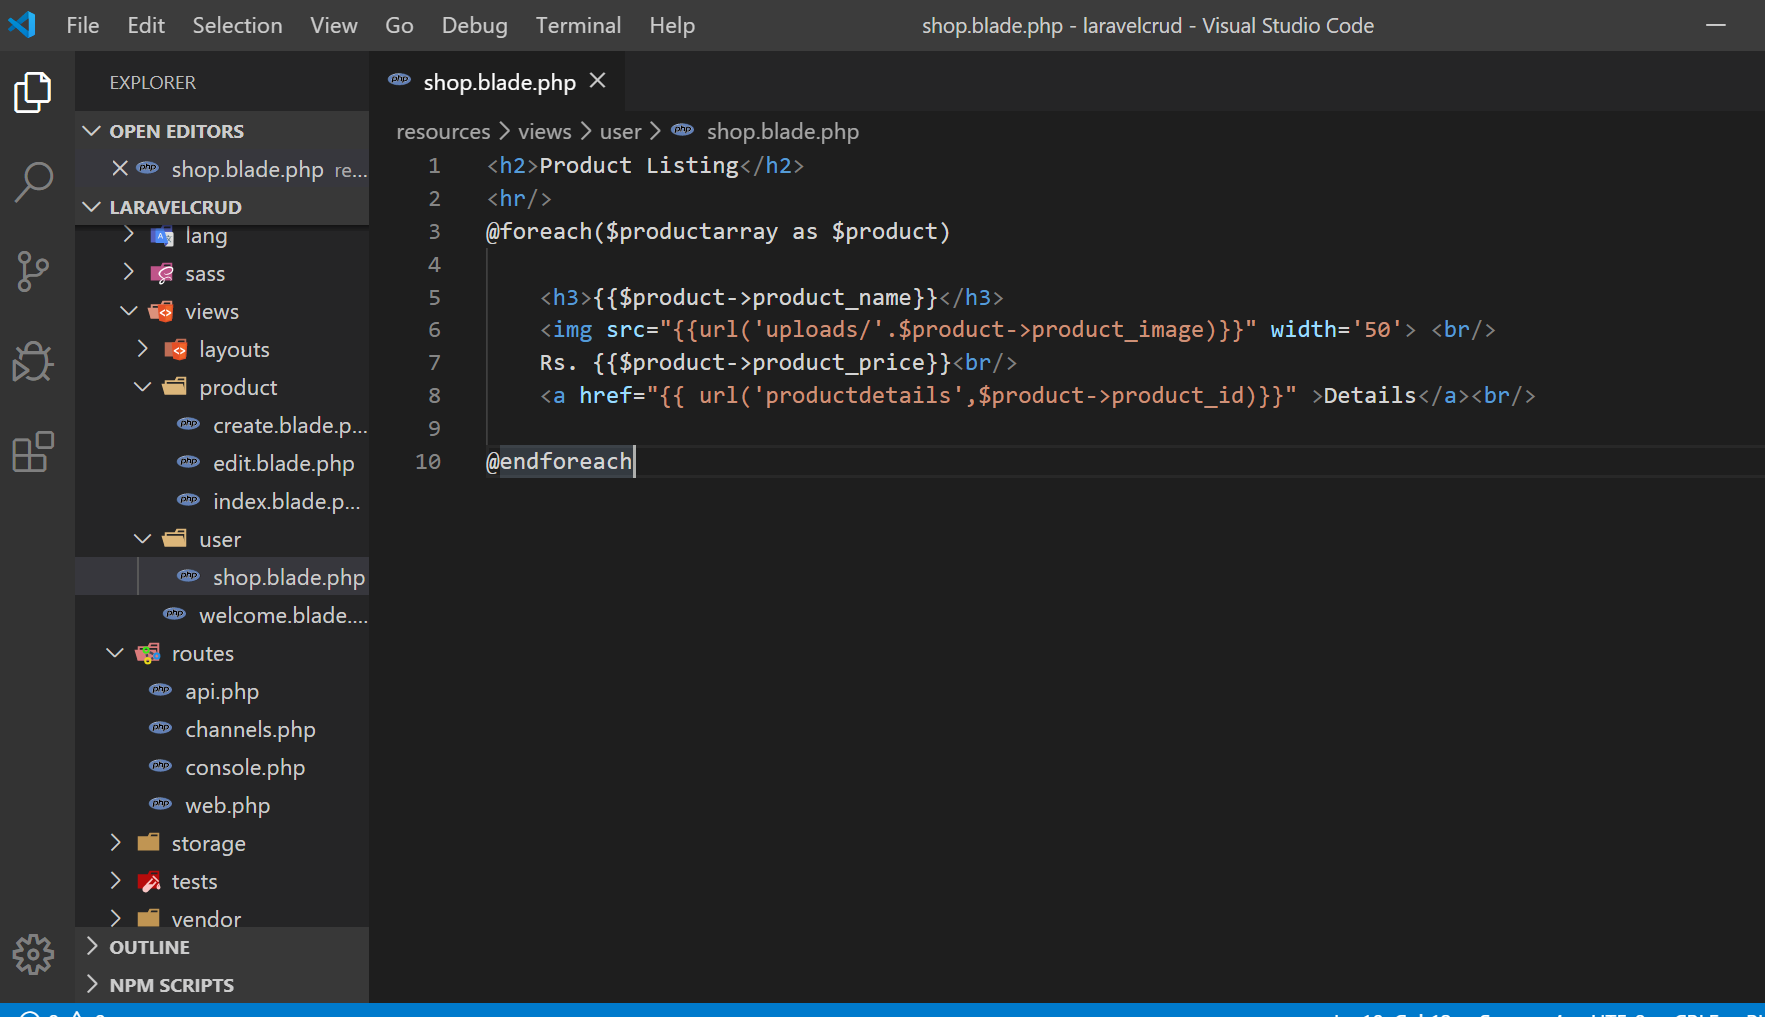 File Edit Selection View Go Debug Terminal Help shop.blade.php - laravelcrud - Visual Studio Code
EXPLORER
OPEN EDITORS
shop.blade.php re...
LARAVELCRUD
lang
sass
views
layouts
product
create.blade.p...
edit.blade.php
index.blade.p...
user
shop.blade.php
welcome.blade....
routes
api.php
channels.php
console.php
web.php
storage
tests
vendor
OUTLINE
NPM SCRIPTS
shop.blade.php
resources > views > user > shop.blade.php
1 <h2>Product Listing</h2>
2 <hr/>
3 @foreach($productarray as $product)
4
5 <h3>{{$product->product_name}}</h3>
6 <img src="{{url('uploads/'.$product->product_image)}}" width='50'> <br/>
7 Rs. {{$product->product_price}}<br/>
8 <a href="{{ url('productdetails',$product->product_id)}}" >Details</a><br/>
9
10 @endforeach